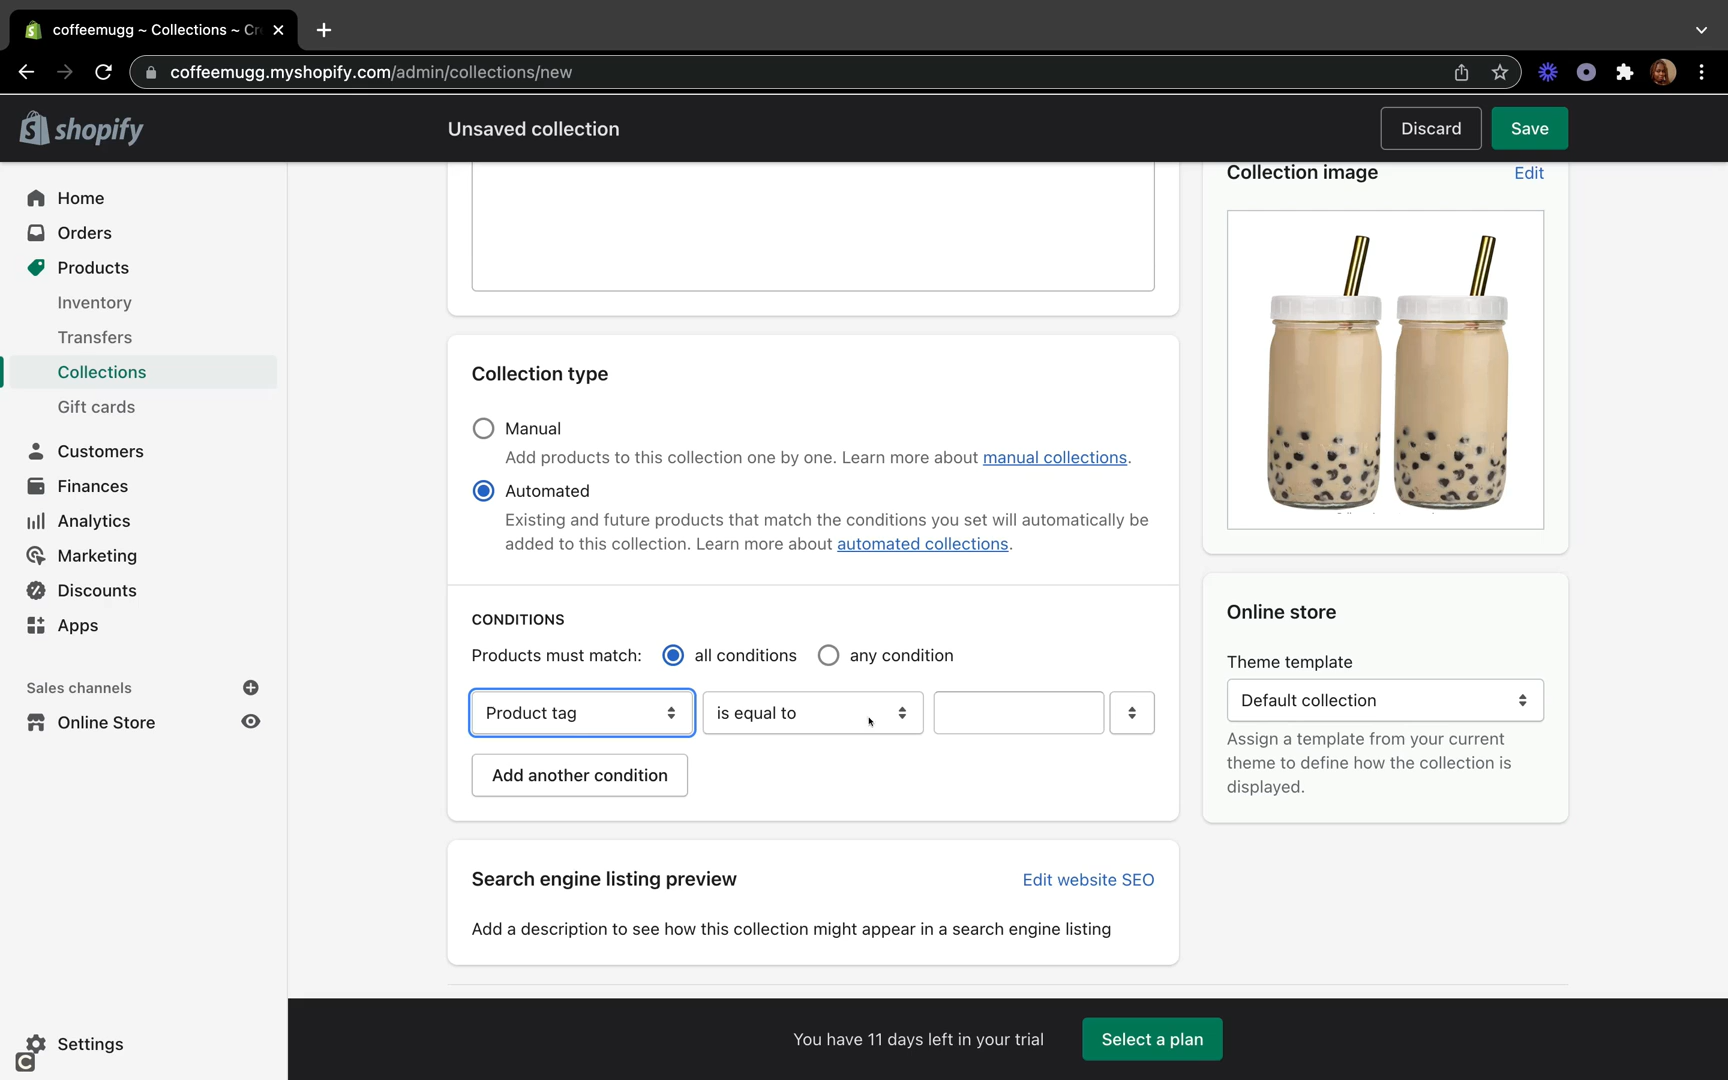 coffeemugg ~ Collections ~ Cr
coffeemugg.myshopify.com/admin/collections/new
shopify
Unsaved collection
Discard
Save
Home
Orders
Products
Inventory
Transfers
Collections
Gift cards
Customers
Finances
Analytics
Marketing
Discounts
Apps
Sales channels
Online Store
Settings
Collection type
Manual
Add products to this collection one by one. Learn more about manual collections.
Automated
Existing and future products that match the conditions you set will automatically be
added to this collection. Learn more about automated collections.
CONDITIONS
Products must match: all conditions any condition
Product tag is equal to
Add another condition
Search engine listing preview
Edit website SEO
Add a description to see how this collection might appear in a search engine listing
Collection image
Edit
Online store
Theme template
Default collection
Assign a template from your current
theme to define how the collection is
displayed.
You have 11 days left in your trial
Select a plan